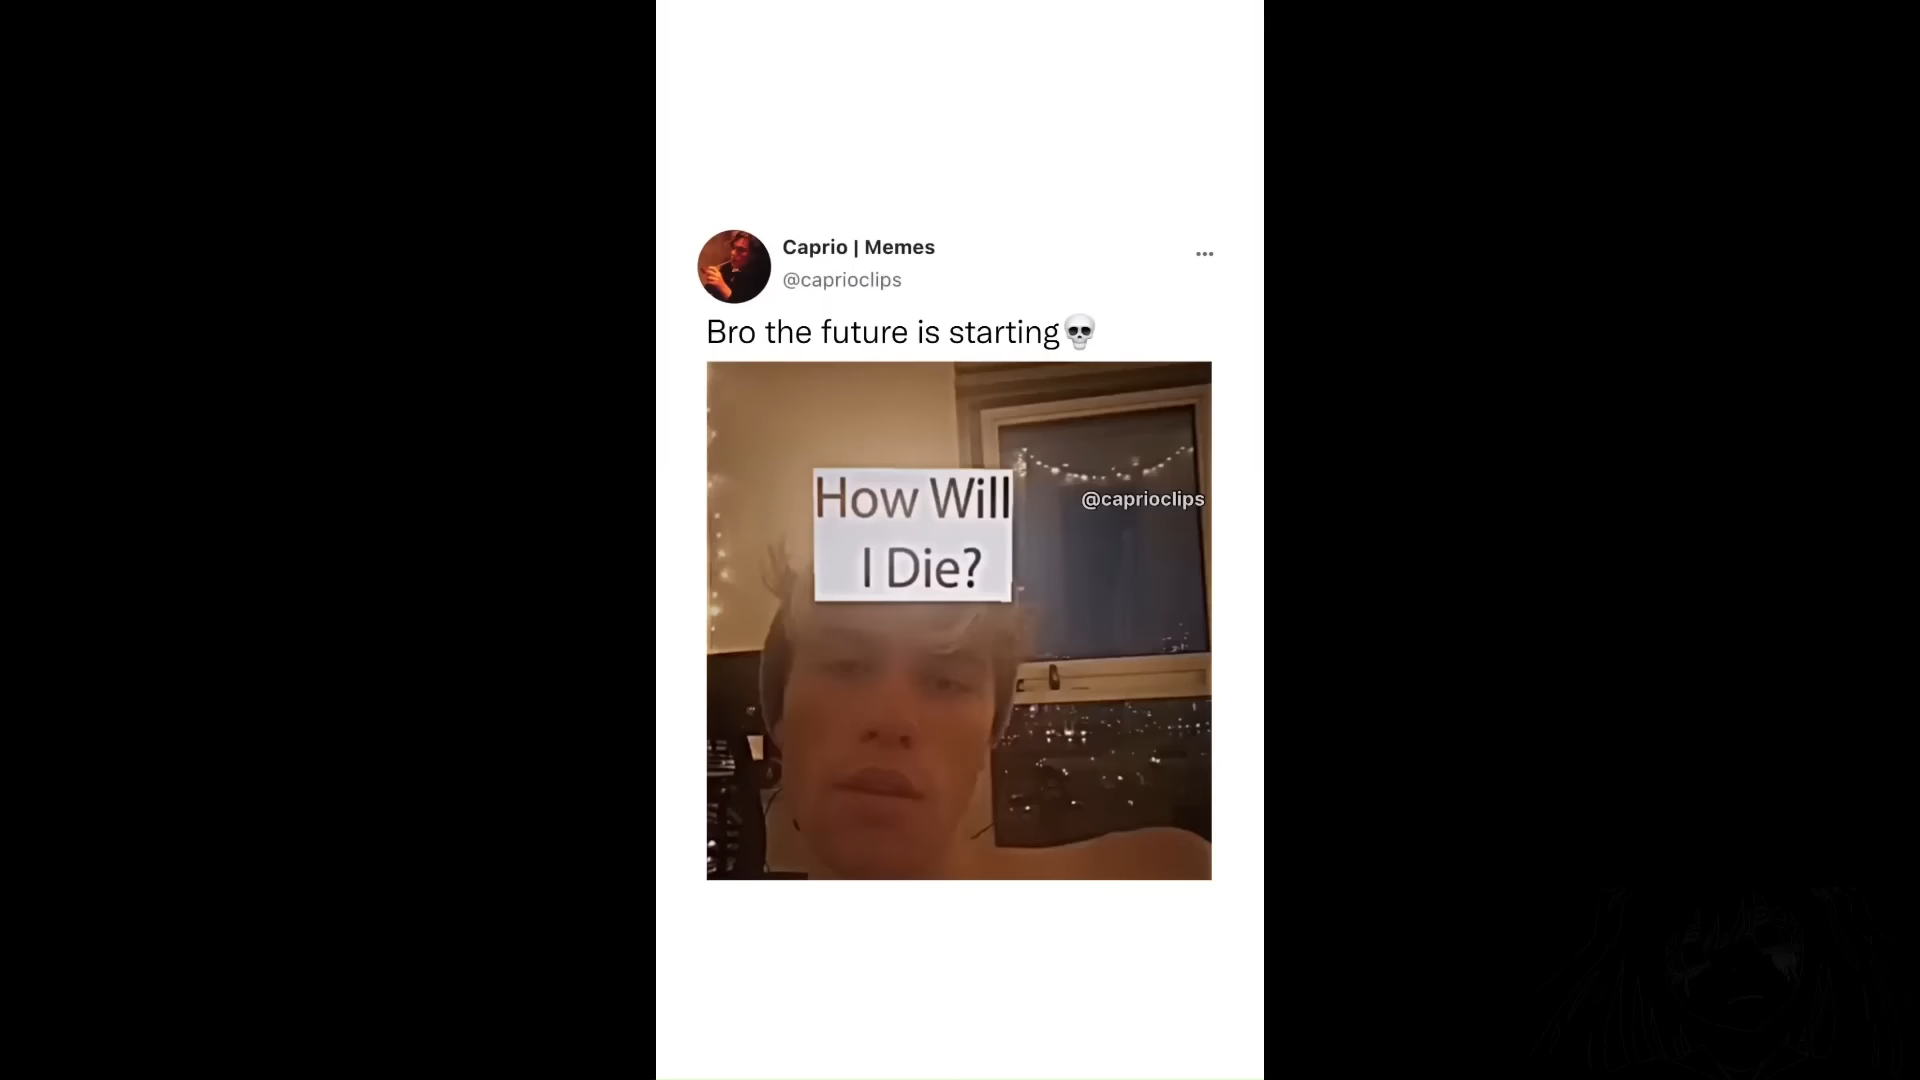 Caprio | Memes
@caprioclips
Bro the future is starting💀
How Will
I Die?
@caprioclips